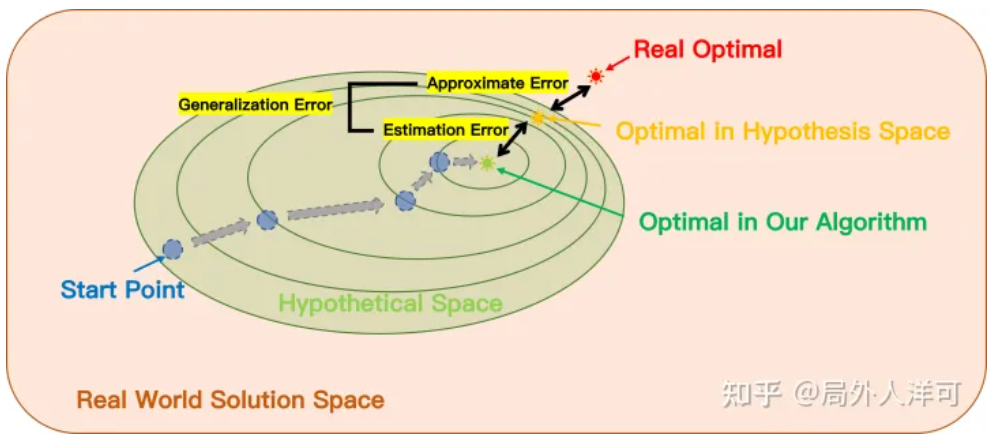 Real Optimal
Approximate Error
Generalization Error
Estimation Error
Optimal in Hypothesis Space
Optimal in Our Algorithm
Start Point
Hypothetical Space
Real World Solution Space
知乎 @局外人洋可